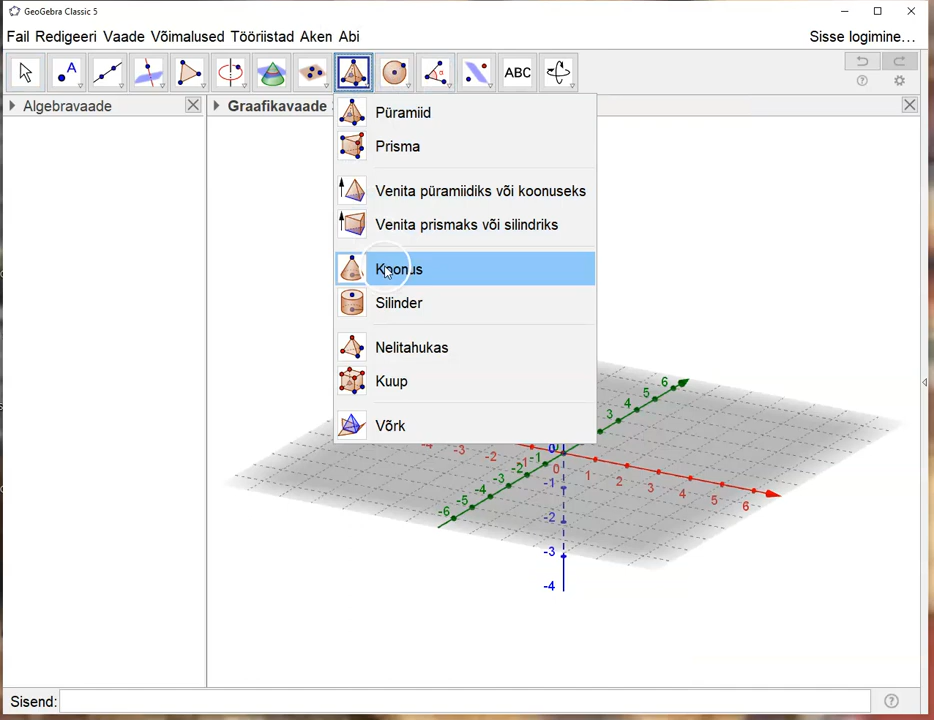 GeoGebra Classic 5
Fail Redigeeri Vaade Võimalused Tööriistad Aken Abi
Sisse logimine...
ABC
Algebravaade
Graafikavaade
Püramiid
Prisma
Venita püramiidiks või koonuseks
Venita prismaks või silindriks
Koonus
Silinder
Nelitahukas
Kuup
Võrk
6
5
4
3
-4 -3 -2 -1 0 1 2 3 4 5 6
-1
-2
-3
-4
-5
-6
0
-1
-2
-3
-4
Sisend: